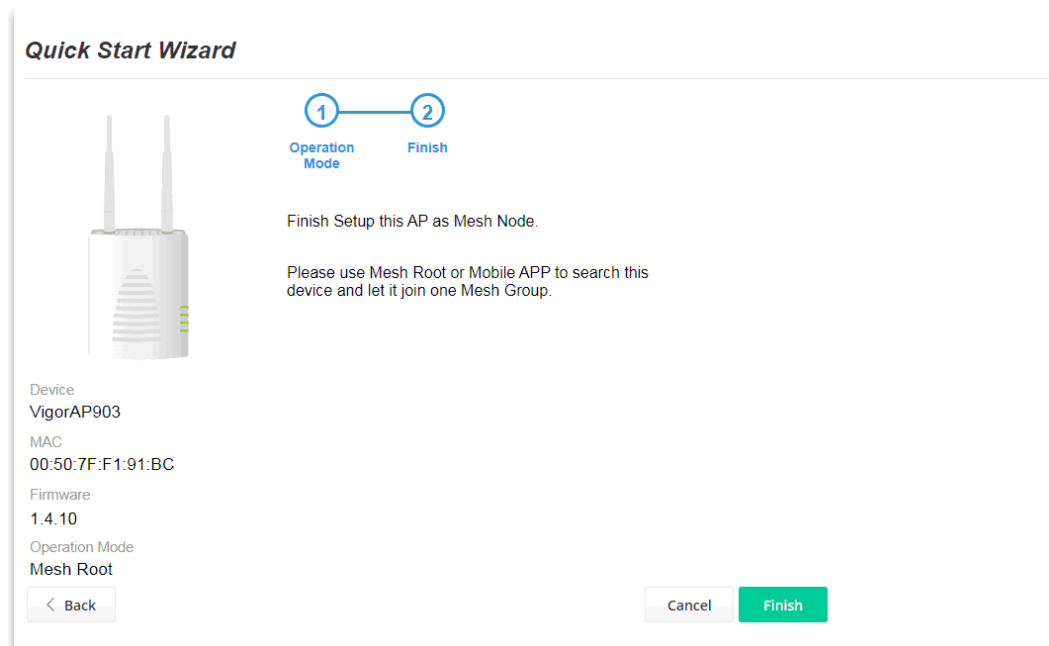 Quick Start Wizard
1
2
Operation
Mode
Finish
Finish Setup this AP as Mesh Node.
Please use Mesh Root or Mobile APP to search this
device and let it join one Mesh Group.
Device
VigorAP903
MAC
00:50:7F:F1:91:BC
Firmware
1.4.10
Operation Mode
Mesh Root
Back
Cancel
Finish